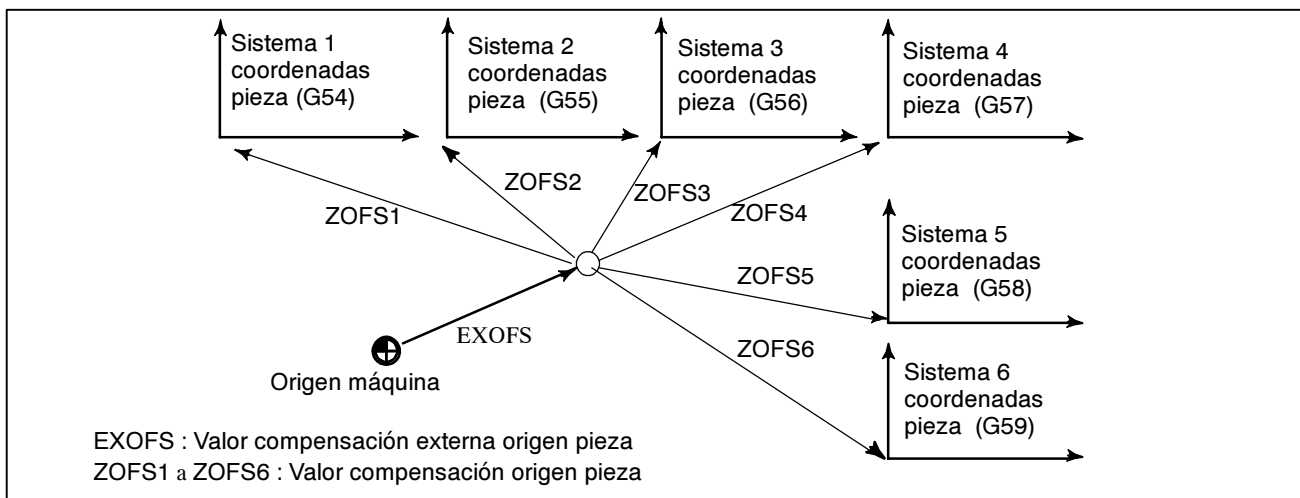 Sistema 1
coordenadas
pieza (G54)
Sistema 2
coordenadas
pieza (G55)
Sistema 3
coordenadas
pieza (G56)
Sistema 4
coordenadas
pieza (G57)
ZOFS1
ZOFS2
ZOFS3
ZOFS4
Sistema 5
coordenadas
pieza (G58)
ZOFS5
EXOFS
ZOFS6
Origen máquina
Sistema 6
coordenadas
pieza (G59)
EXOFS : Valor compensación externa origen pieza
ZOFS1 a ZOFS6 : Valor compensación origen pieza